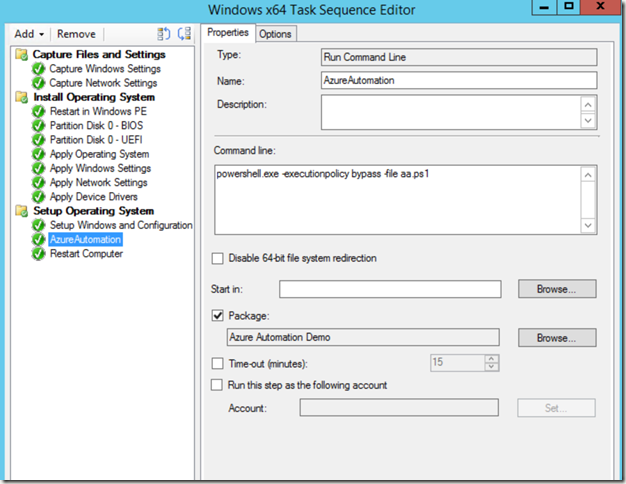 Windows x64 Task Sequence Editor
Add
Remove
Capture Files and Settings
Capture Windows Settings
Capture Network Settings
Install Operating System
Restart in Windows PE
Partition Disk 0 - BIOS
Partition Disk 0 - UEFI
Apply Operating System
Apply Windows Settings
Apply Network Settings
Apply Device Drivers
Setup Operating System
Setup Windows and Configuration
AzureAutomation
Restart Computer
Properties
Options
Type:
Run Command Line
Name:
AzureAutomation
Description:
Command line:
powershell.exe -executionpolicy bypass -file aa.ps1
Disable 64-bit file system redirection
Start in:
Browse...
Package:
Azure Automation Demo
Browse...
Time-out (minutes):
15
Run this step as the following account
Account:
Set...